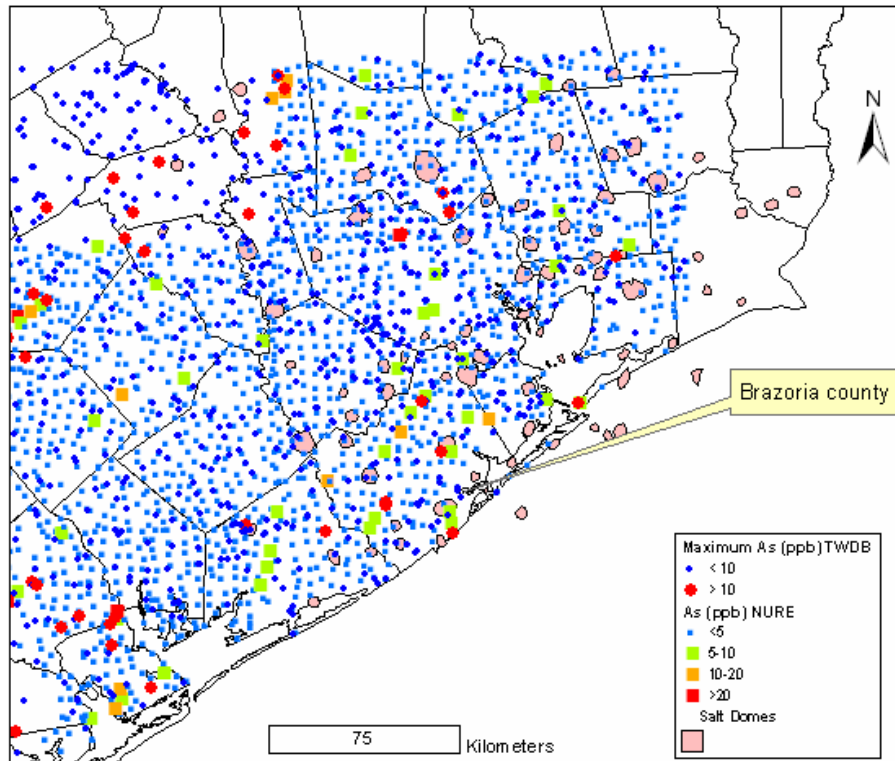 N
Brazoria county
Maximum As (ppb) TWDB
< 10
> 10
As (ppb) NURE
<5
5-10
10-20
>20
Salt Domes
75
Kilometers